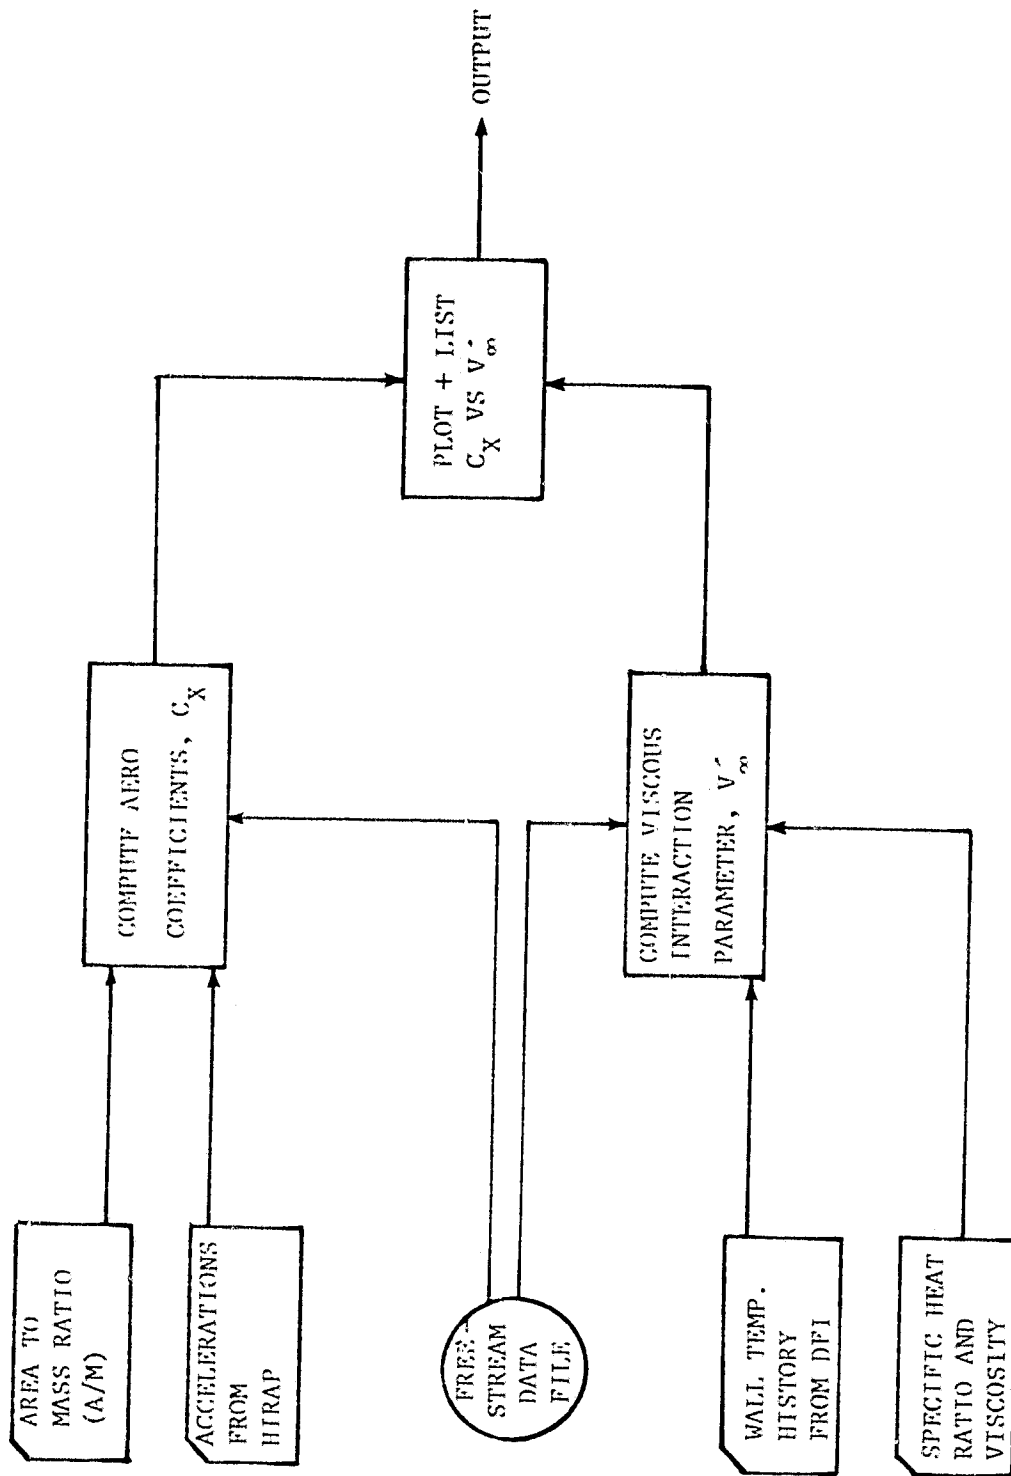 AREA TO
MASS RATIO
(A/M)
ACCELERATIONS
FROM
HIRAP
FREE
STREAM
DATA
FILE
WALL TEMP.
HISTORY
FROM DFI
SPECIFIC HEAT
RATIO AND
VISCOSITY
COMPUTE AERO
COEFFICIENTS, C_X
COMPUTE VISCOUS
INTERACTION
PARAMETER, V̄'_∞
PLOT + LIST
C_X VS V̄'_∞
OUTPUT